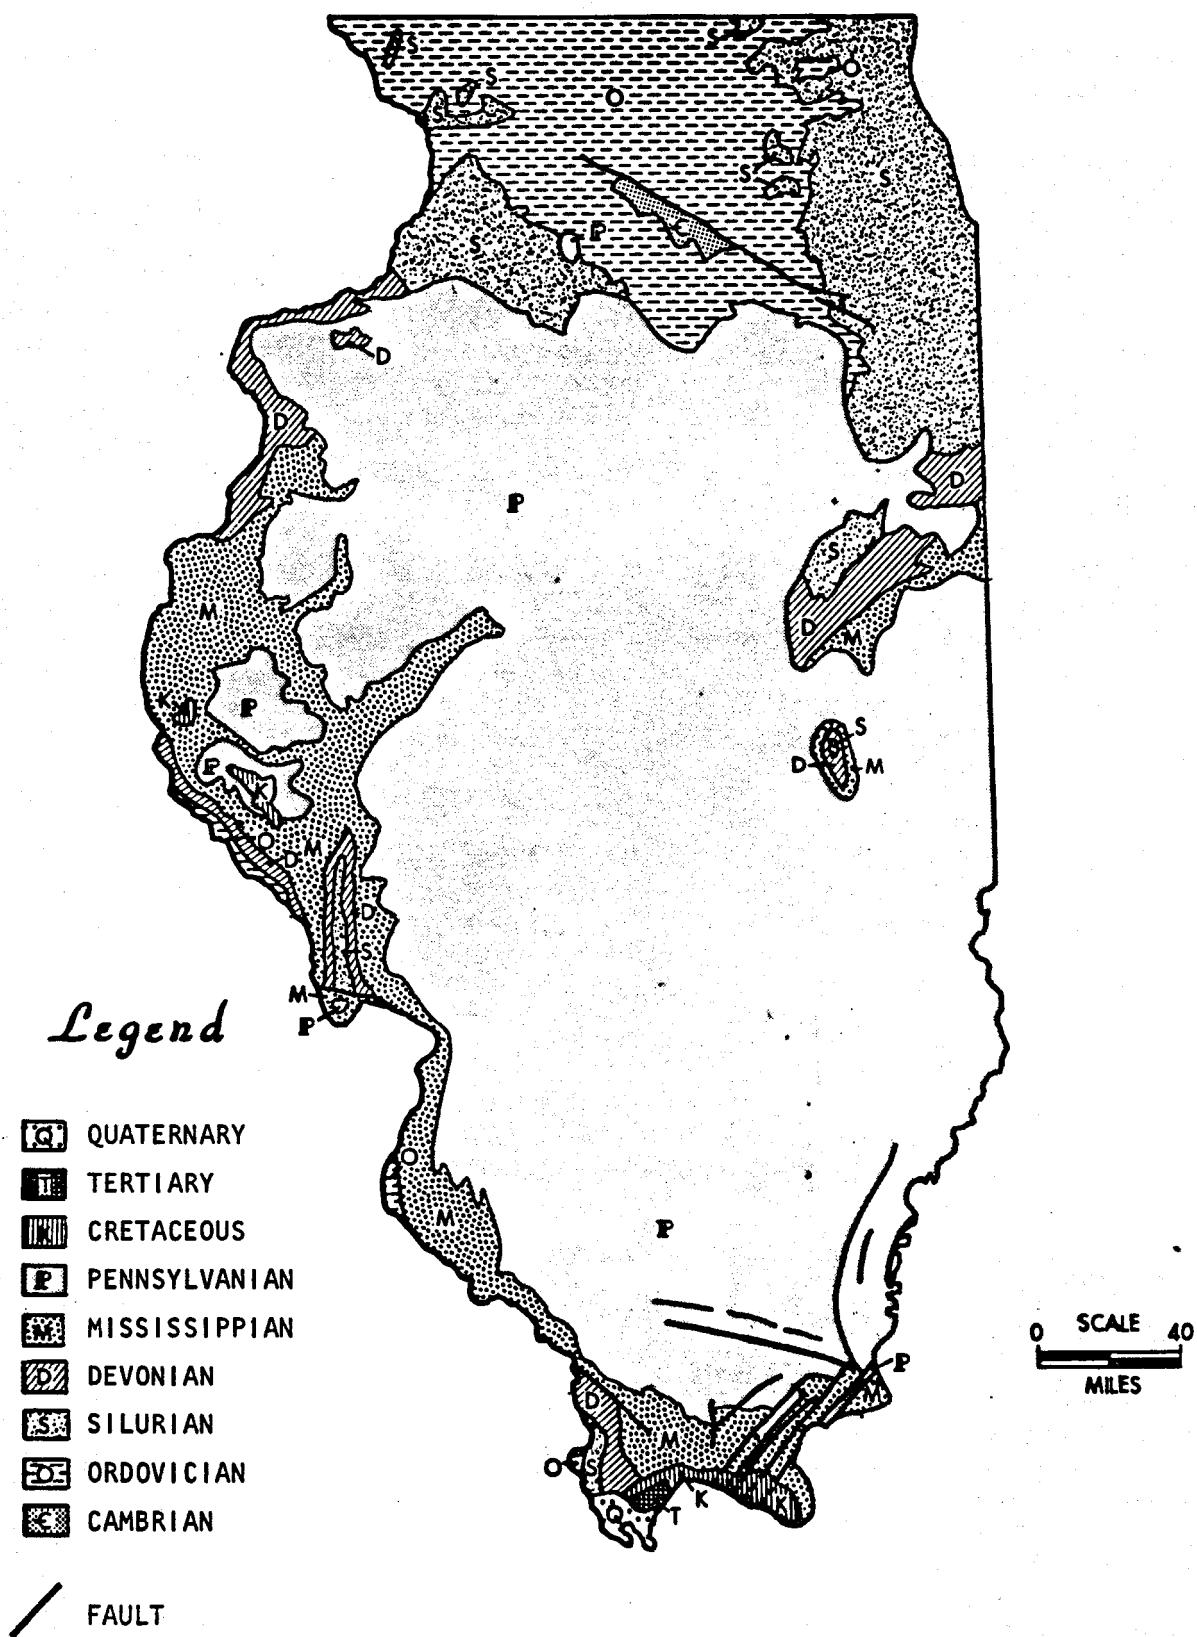 S
S
O
S
S
O
S
S
S
P
Є
S
D
D
P
D
S
M
D
M
K
P
S
D
M
P
K
O
D
M
D
S
M
P
Legend
Q QUATERNARY
O
T TERTIARY
M
K CRETACEOUS
P
P PENNSYLVANIAN
M MISSISSIPPIAN
0 SCALE 40
MILES
P
D DEVONIAN
D
M
S SILURIAN
M
O
S
O ORDOVICIAN
K
K
Є CAMBRIAN
Q
T
FAULT